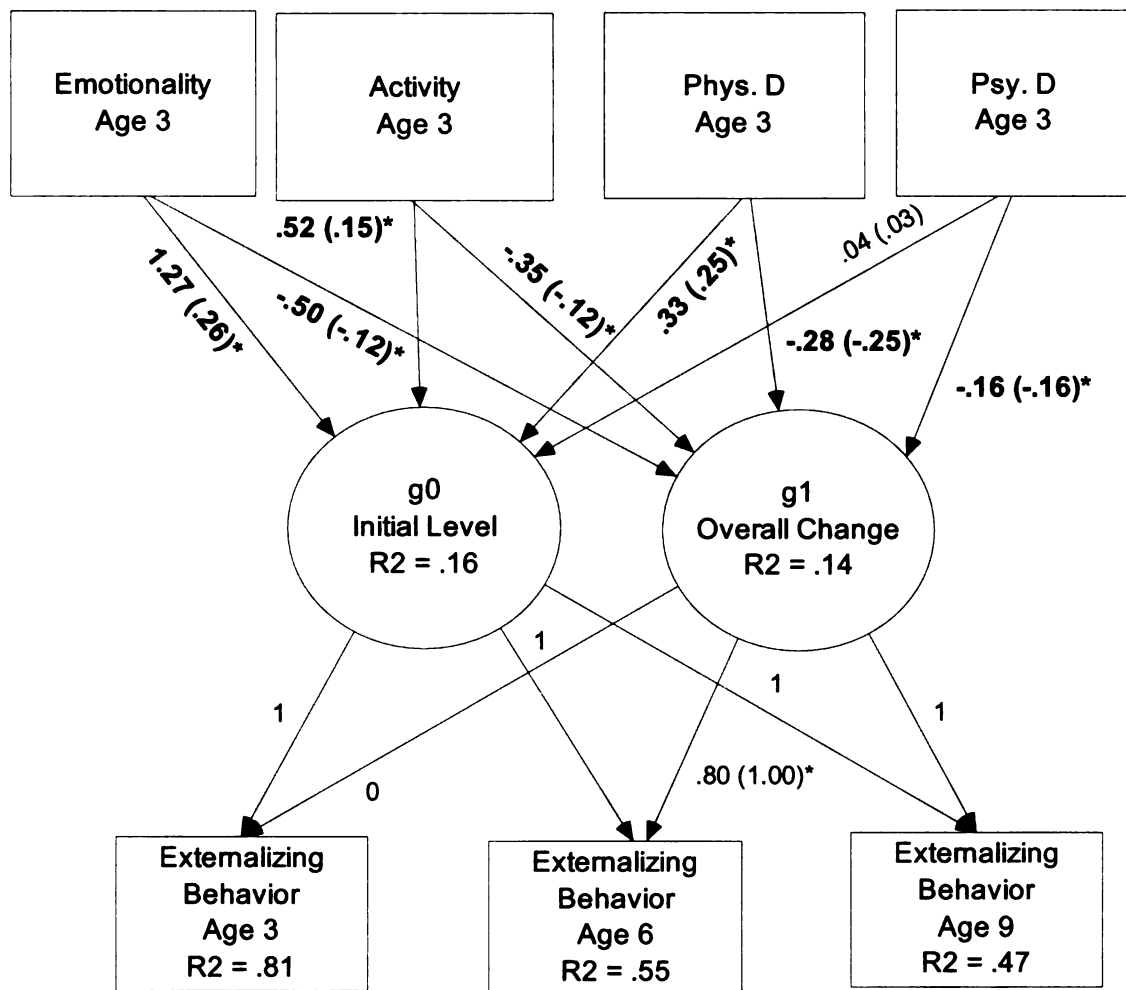 Emotionality
Age 3
Activity
Age 3
Phys. D
Age 3
Psy. D
Age 3
1.27 (.26)*
-.50 (-.12)*
.52 (.15)*
-.35 (-.12)*
.33 (.25)*
-.28 (-.25)*
.04 (.03)
-.16 (-.16)*
g0
Initial Level
R2 = .16
g1
Overall Change
R2 = .14
1
1
1
1
0
.80 (1.00)*
Externalizing
Behavior
Age 3
R2 = .81
Externalizing
Behavior
Age 6
R2 = .55
Externalizing
Behavior
Age 9
R2 = .47